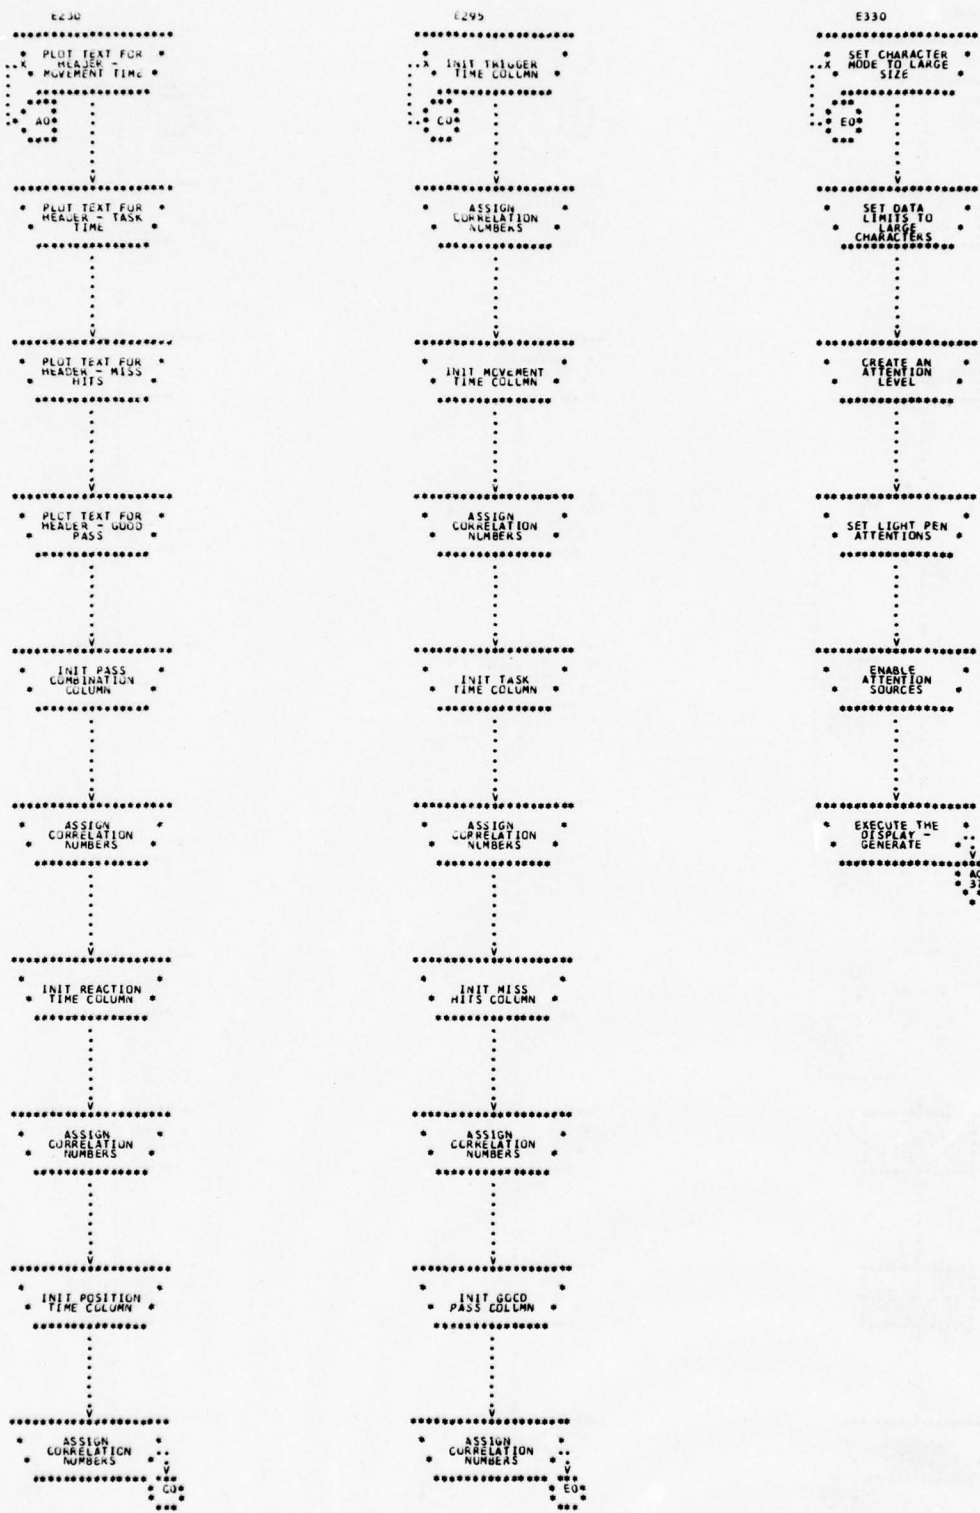 E230
PLOT TEXT FOR
HEADER -
MOVEMENT TIME
A0
PLOT TEXT FOR
HEADER - TASK
TIME
PLOT TEXT FOR
HEADER - MISS
HITS
PLOT TEXT FOR
HEADER - GOOD
PASS
INIT PASS
COMBINATION
COLUMN
ASSIGN
CORRELATION
NUMBERS
INIT REACTION
TIME COLUMN
ASSIGN
CORRELATION
NUMBERS
INIT POSITION
TIME COLUMN
ASSIGN
CORRELATION
NUMBERS
C0
E295
X INIT TRIGGER
TIME COLUMN
C0
ASSIGN
CORRELATION
NUMBERS
INIT MOVEMENT
TIME COLUMN
ASSIGN
CORRELATION
NUMBERS
INIT TASK
TIME COLUMN
ASSIGN
CORRELATION
NUMBERS
INIT MISS
HITS COLUMN
ASSIGN
CORRELATION
NUMBERS
INIT GOOD
PASS COLUMN
ASSIGN
CORRELATION
NUMBERS
E0
E330
SET CHARACTER
X MODE TO LARGE
SIZE
E0
SET DATA
LIMITS TO
LARGE
CHARACTERS
CREATE AN
ATTENTION
LEVEL
SET LIGHT PEN
ATTENTIONS
ENABLE
ATTENTION
SOURCES
EXECUTE THE
DISPLAY -
GENERATE